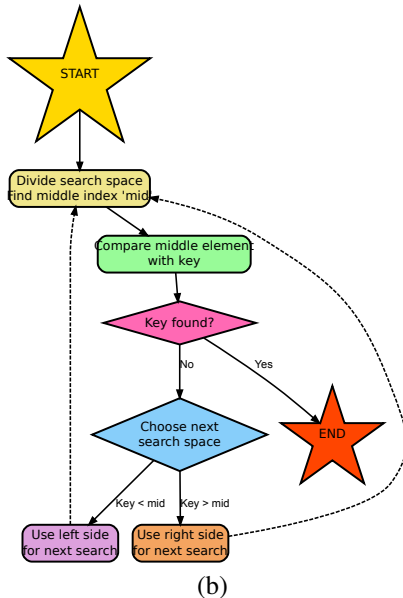 START
Divide search space
Find middle index 'mid'
Compare middle element
with key
Key found?
No
Yes
Choose next
search space
END
Key < mid
Key > mid
Use left side
for next search
Use right side
for next search
(b)